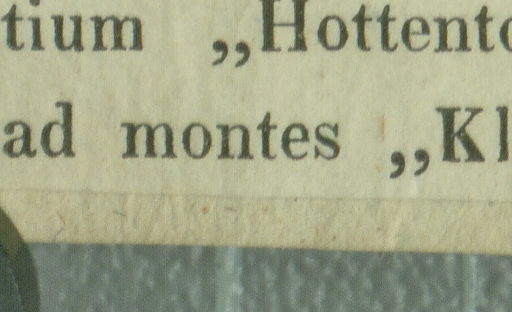 tium „Hottento
ad montes „Kl